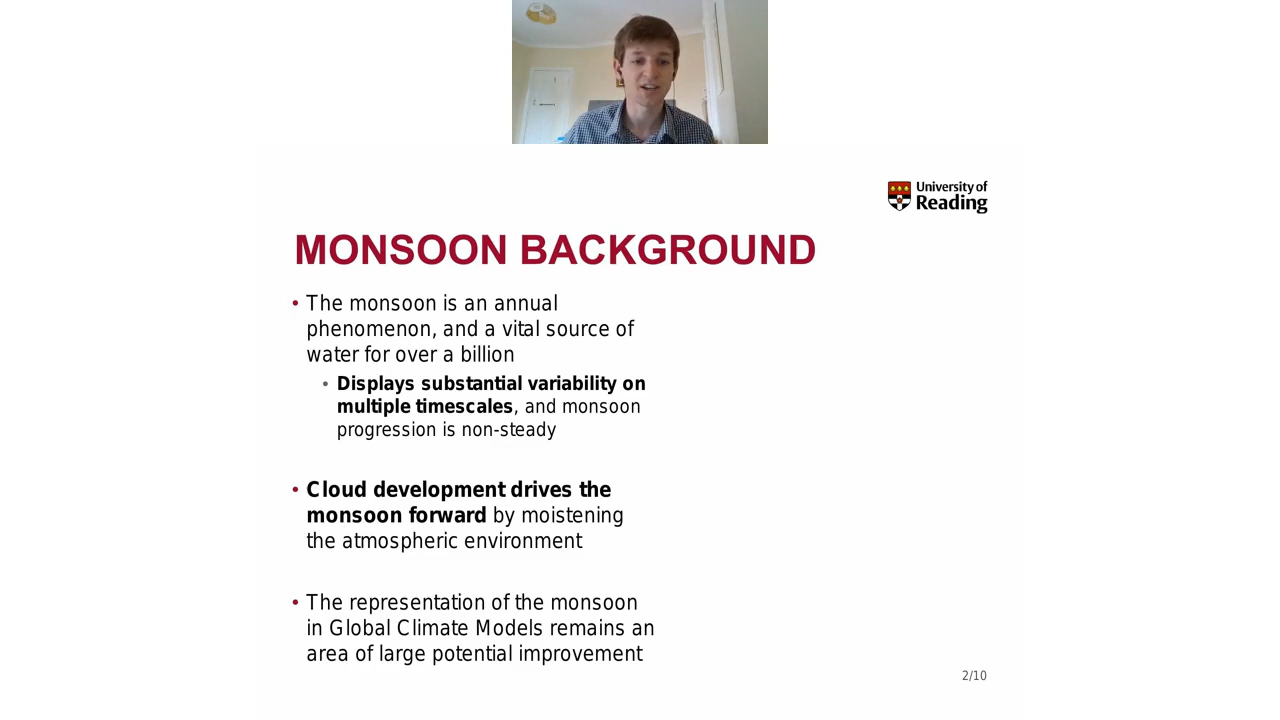 University of
Reading
MONSOON BACKGROUND
• The monsoon is an annual
phenomenon, and a vital source of
water for over a billion
• Displays substantial variability on
multiple timescales, and monsoon
progression is non-steady
• Cloud development drives the
monsoon forward by moistening
the atmospheric environment
• The representation of the monsoon
in Global Climate Models remains an
area of large potential improvement
2/10